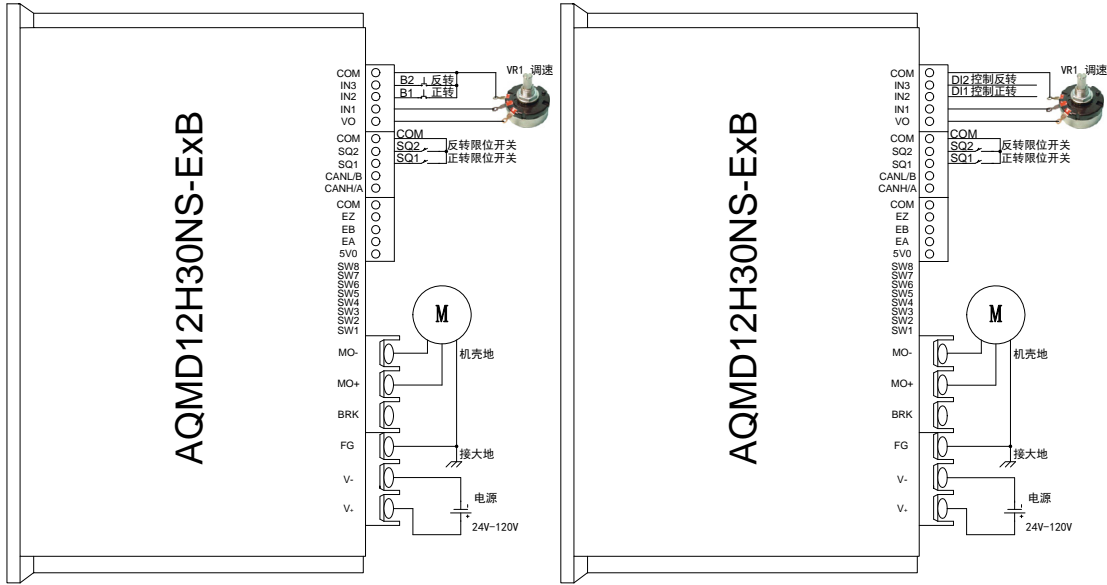 AQMD12H30NS-ExB
COM
IN3
IN2
IN1
VO
B2 反转
B1 正转
VR1 调速
COM
SQ2
SQ1
CANL/B
CANH/A
COM
SQ2
SQ1
反转限位开关
正转限位开关
COM
EZ
EB
EA
5V0
SW8
SW7
SW6
SW5
SW4
SW3
SW2
SW1
M
MO-
机壳地
MO+
BRK
FG
接大地
V-
电源
V+
24V-120V
AQMD12H30NS-ExB
COM
IN3
IN2
IN1
VO
DI2控制反转
DI1控制正转
VR1 调速
COM
SQ2
SQ1
CANL/B
CANH/A
COM
SQ2
SQ1
反转限位开关
正转限位开关
COM
EZ
EB
EA
5V0
SW8
SW7
SW6
SW5
SW4
SW3
SW2
SW1
M
MO-
机壳地
MO+
BRK
FG
接大地
V-
电源
V+
24V-120V